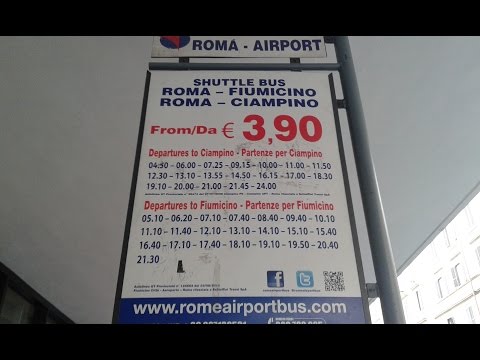 ROMA - AIRPORT
SHUTTLE BUS
ROMA – FIUMICINO
ROMA – CIAMPINO
From/Da € 3,90
Departures to Ciampino - Partenze per Ciampino
04.50 - 06.00 - 07.25 - 09.15 - 10.00 - 11.00 - 11.50
12.30 - 13.10 - 13.55 - 14.50 - 16.15 - 17.00 - 18.30
19.10 - 20.00 - 21.00 - 21.45 - 24.00
Departures to Fiumicino - Partenze per Fiumicino
05.10 - 06.20 - 07.10 - 07.40 - 08.40 - 09.40 - 10.10
11.10 - 11.40 - 12.40 - 13.10 - 14.10 - 15.10 - 15.40
16.40 - 17.10 - 17.40 - 18.10 - 19.10 - 19.50 - 20.40
21.30
www.romeairportbus.com